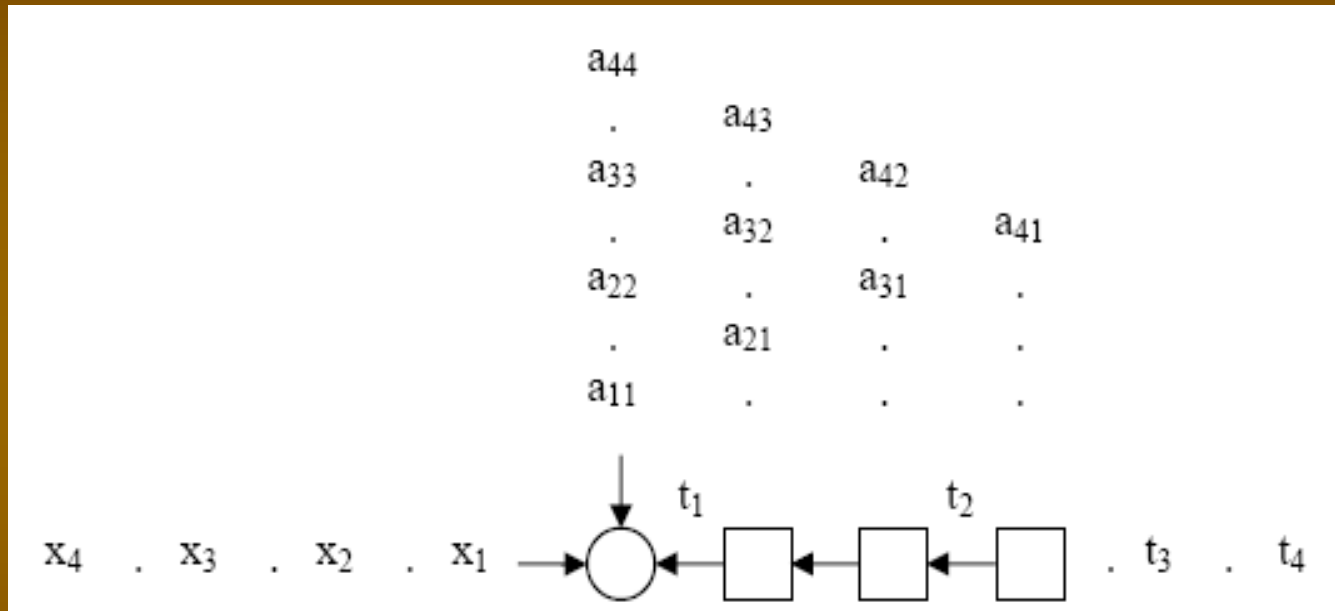 a44
. a43
a33 . a42
. a32 . a41
a22 . a31 .
. a21 . .
a11 . . .
t1 t2
x4 . x3 . x2 . x1 . t3 . t4